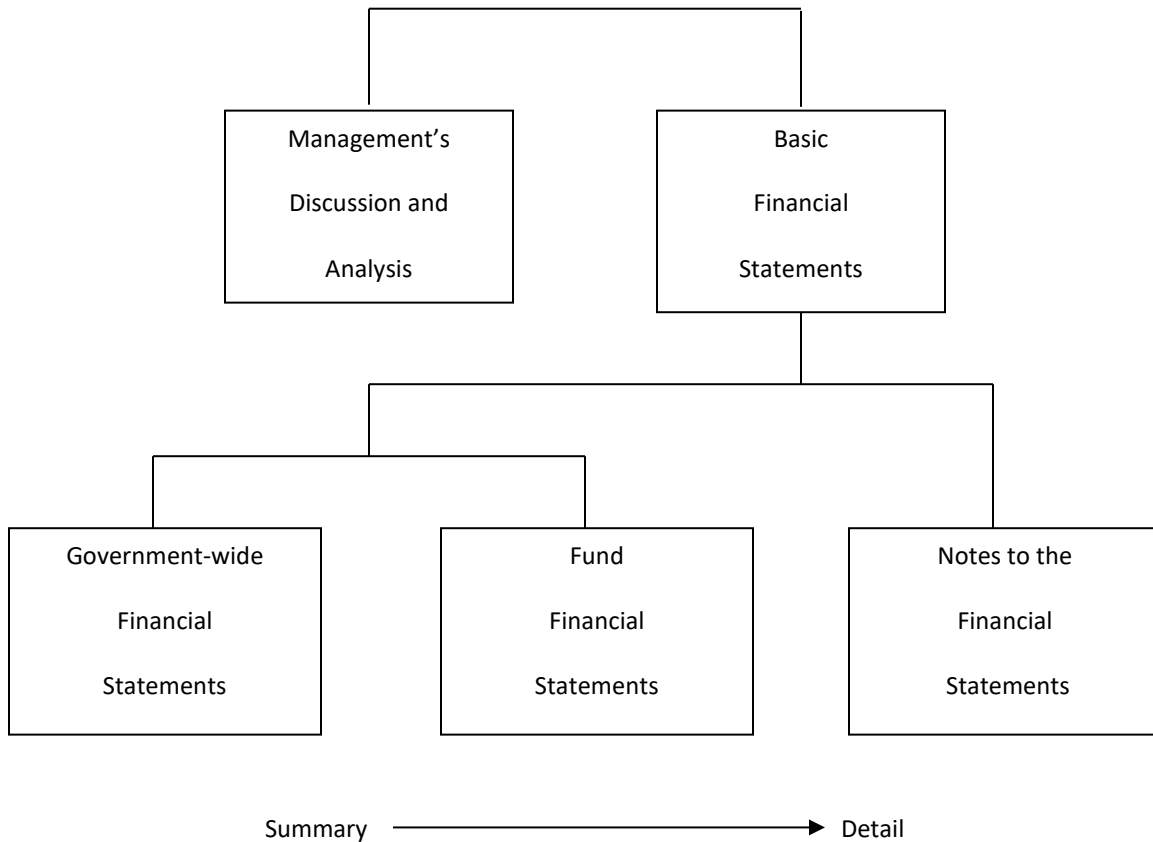 Management’s
Discussion and
Analysis
Basic
Financial
Statements
Government-wide
Financial
Statements
Fund
Financial
Statements
Notes to the
Financial
Statements
Summary
Detail